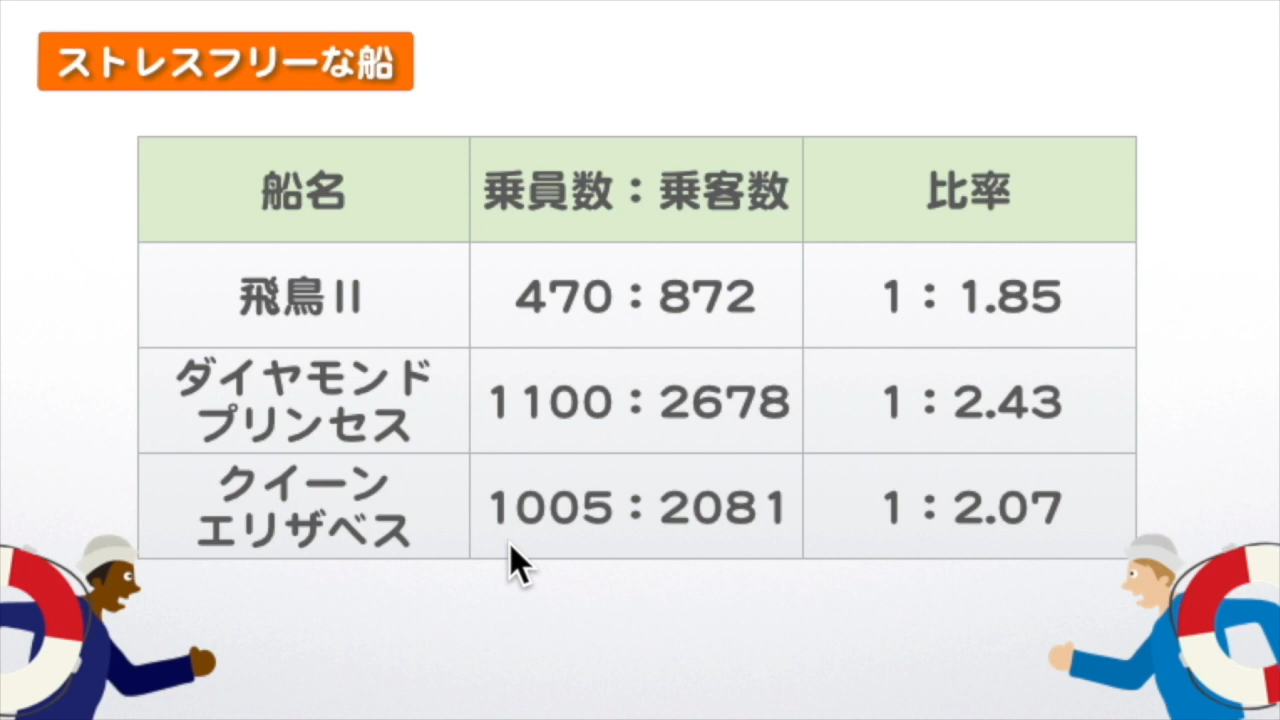 ストレスフリーな船
船名
乗員数：乗客数
比率
飛鳥II
470：872
1：1.85
ダイヤモンド
プリンセス
1100：2678
1：2.43
クイーン
エリザベス
1005：2081
1：2.07